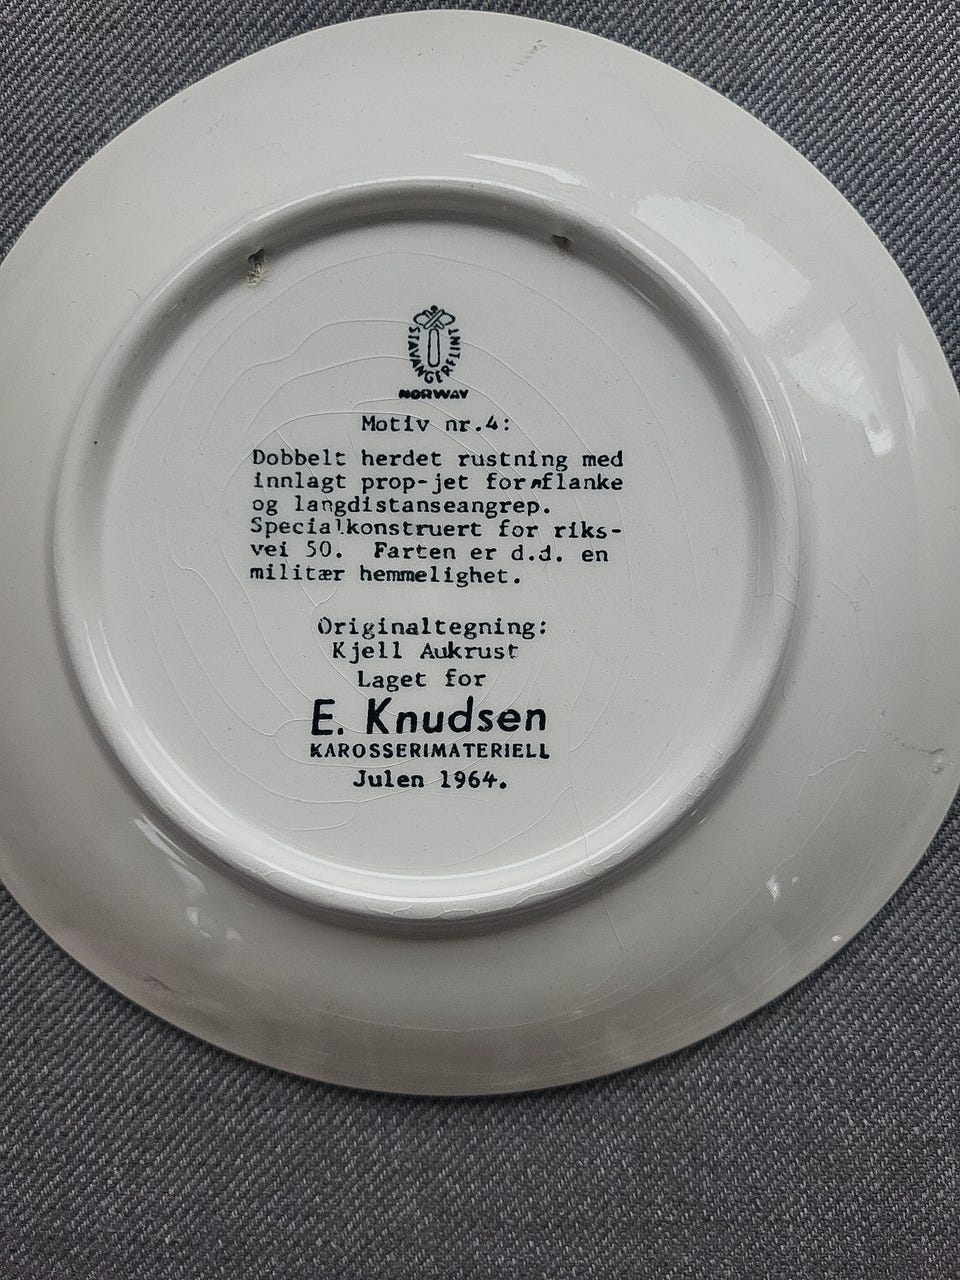 STAVANGERFLINT
NORWAY
Motiv nr.4:
Dobbelt herdet rustning med
innlagt prop-jet for flanke
og langdistanseangrep.
Specialkonstruert for riks-
vei 50. Farten er d.d. en
militær hemmelighet.
Originaltegning:
Kjell Aukrust
Laget for
E. Knudsen
KAROSSERIMATERIELL
Julen 1964.